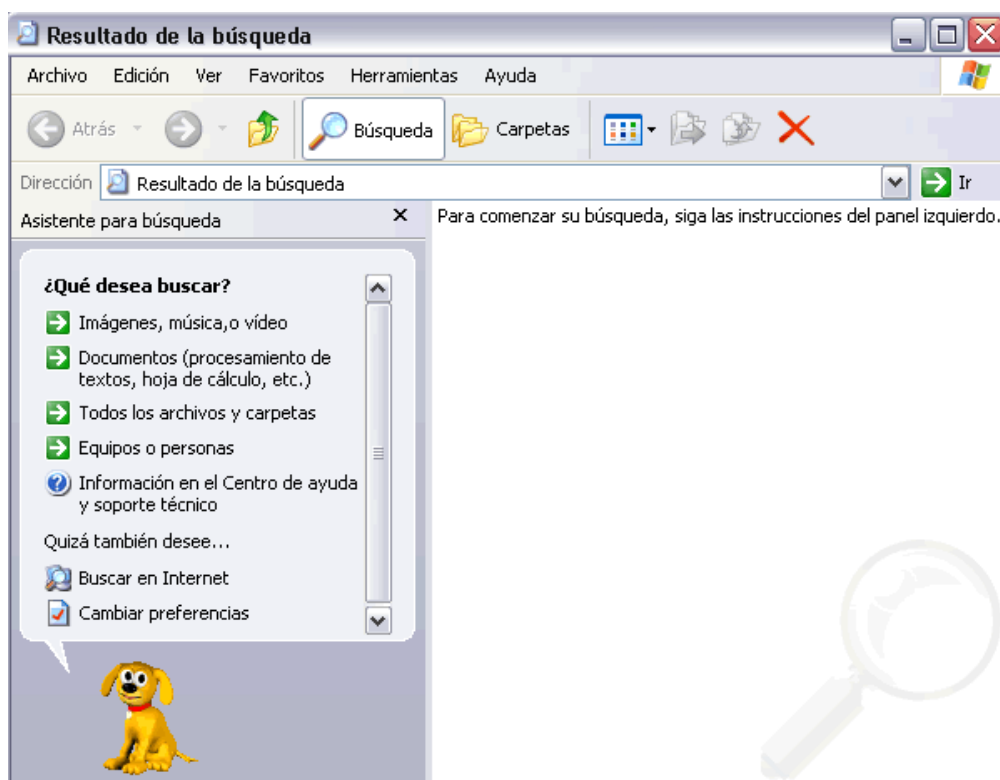 Resultado de la búsqueda
Archivo Edición Ver Favoritos Herramientas Ayuda
Atrás Búsqueda Carpetas
Dirección Resultado de la búsqueda Ir
Asistente para búsqueda
Para comenzar su búsqueda, siga las instrucciones del panel izquierdo.
¿Qué desea buscar?
Imágenes, música,o vídeo
Documentos (procesamiento de
textos, hoja de cálculo, etc.)
Todos los archivos y carpetas
Equipos o personas
Información en el Centro de ayuda
y soporte técnico
Quizá también desee...
Buscar en Internet
Cambiar preferencias